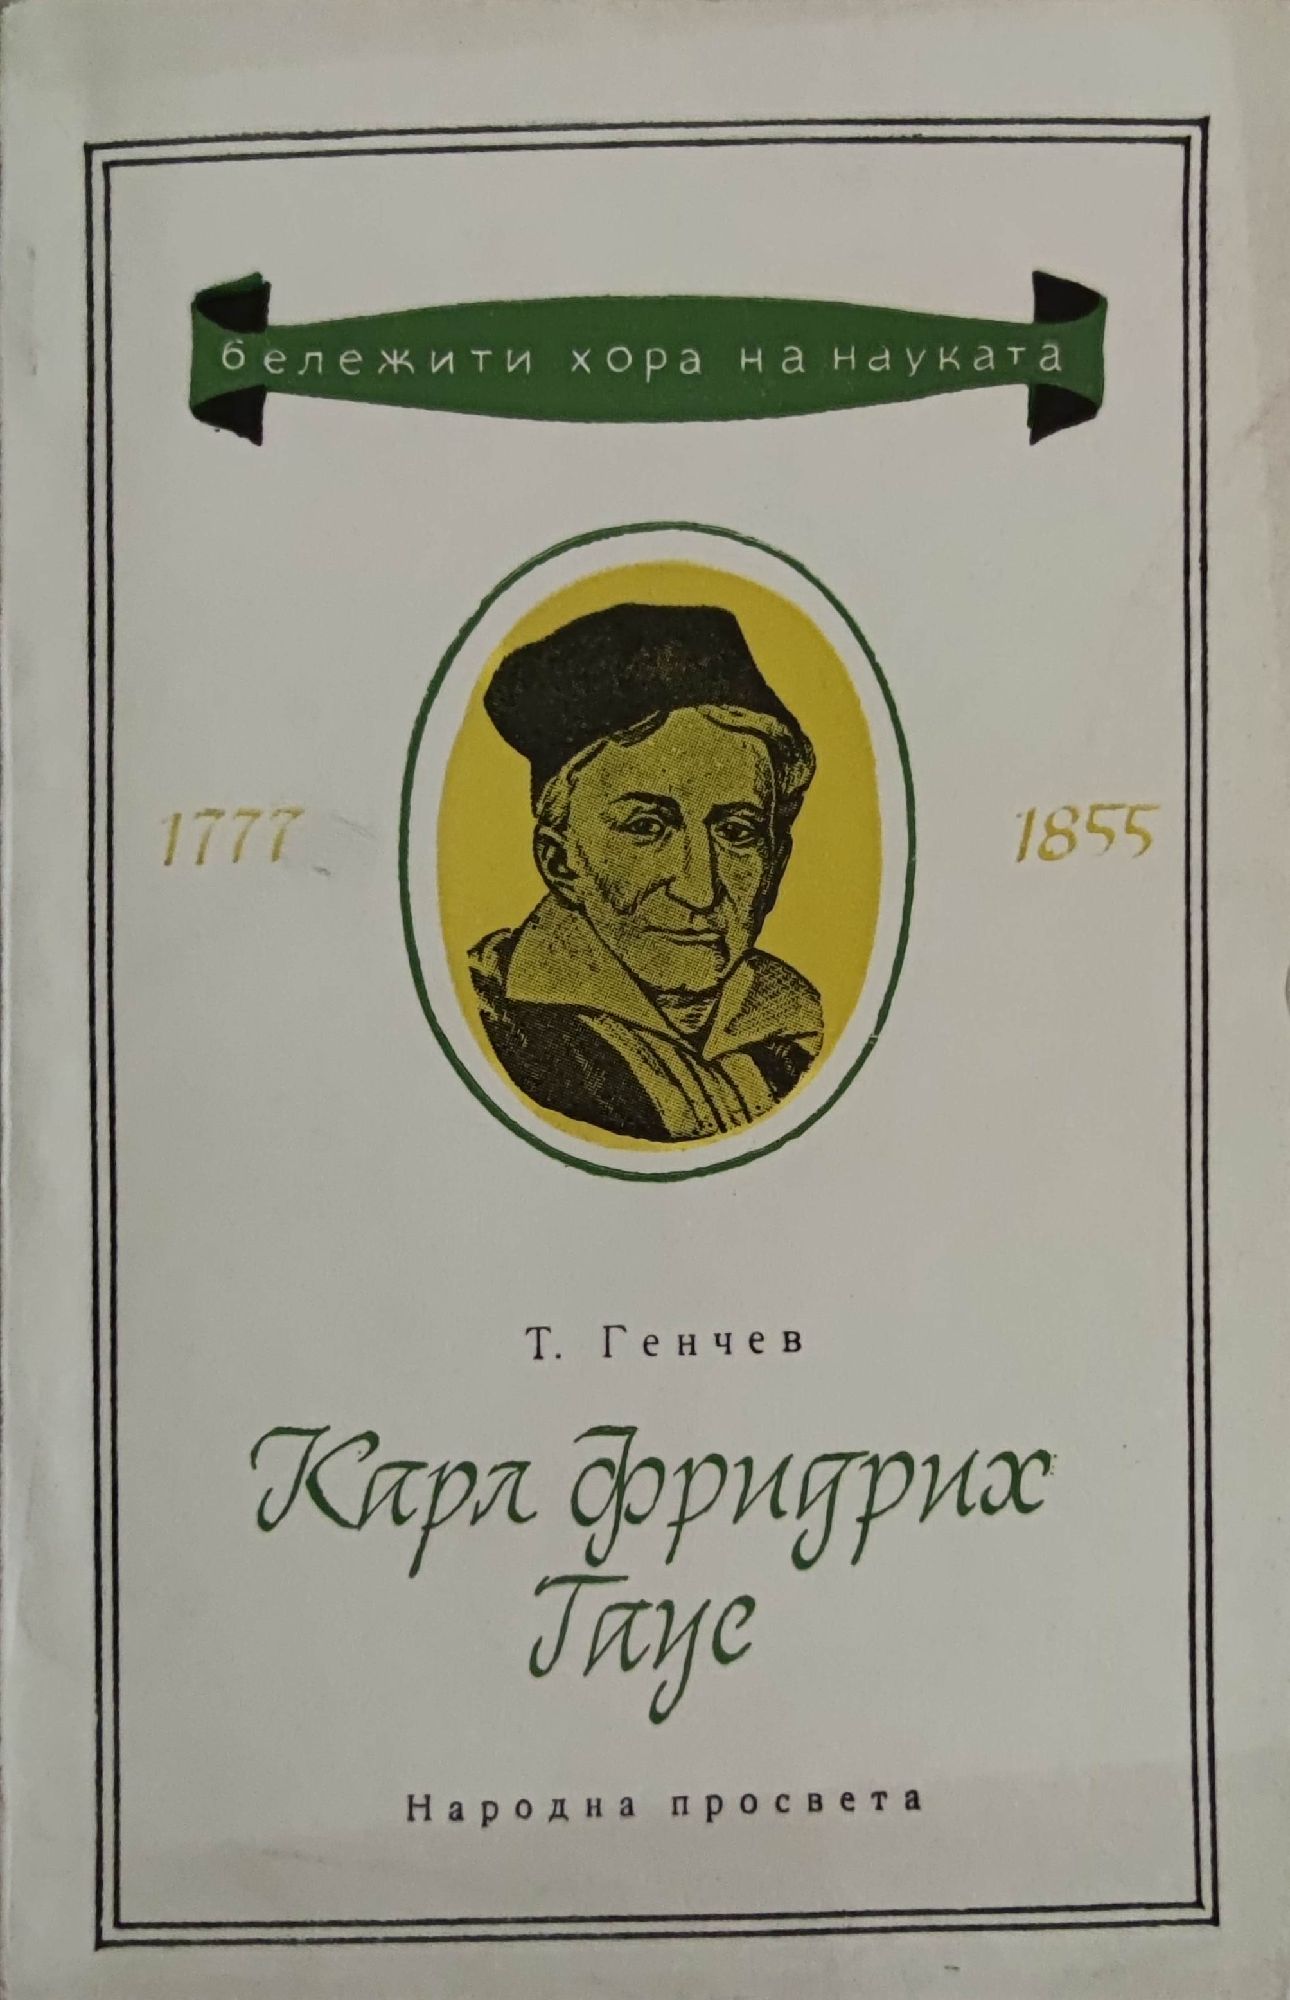 бележити хора на науката
1777
1855
Т. Генчев
Карл Фридрих
Гаус
Народна просвета